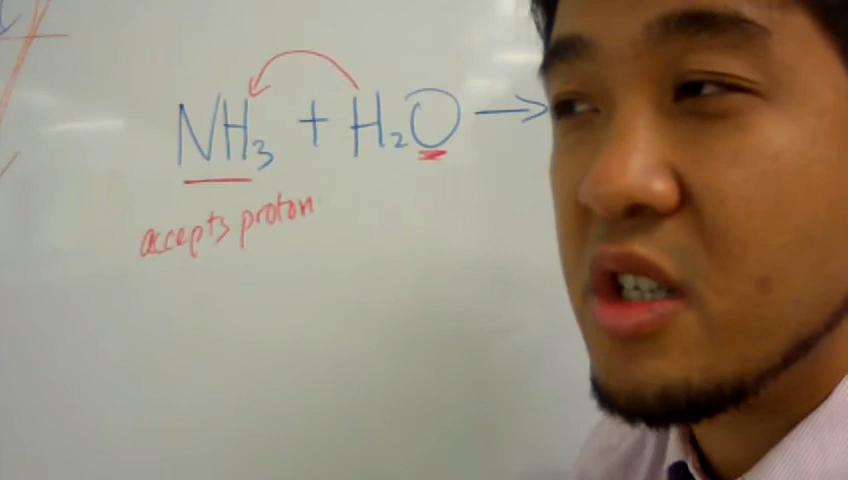 NH₃ + H₂O →
accepts proton